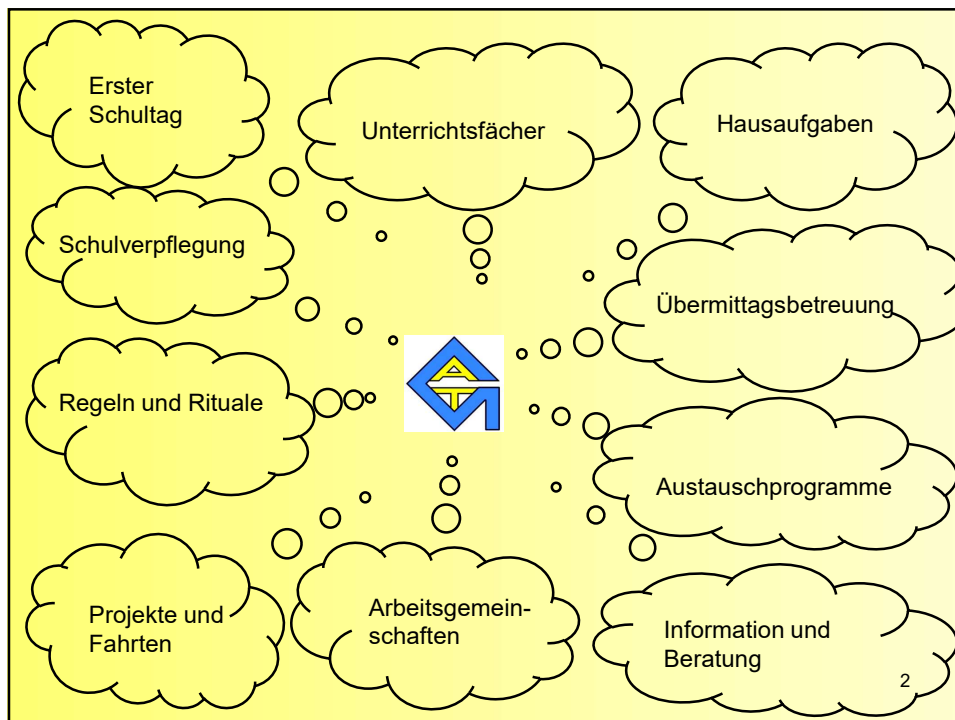 Erster
Schultag
Unterrichtsfächer
Hausaufgaben
Schulverpflegung
Übermittagsbetreuung
Regeln und Rituale
Austauschprogramme
Projekte und
Fahrten
Arbeitsgemein-
schaften
Information und
Beratung
2